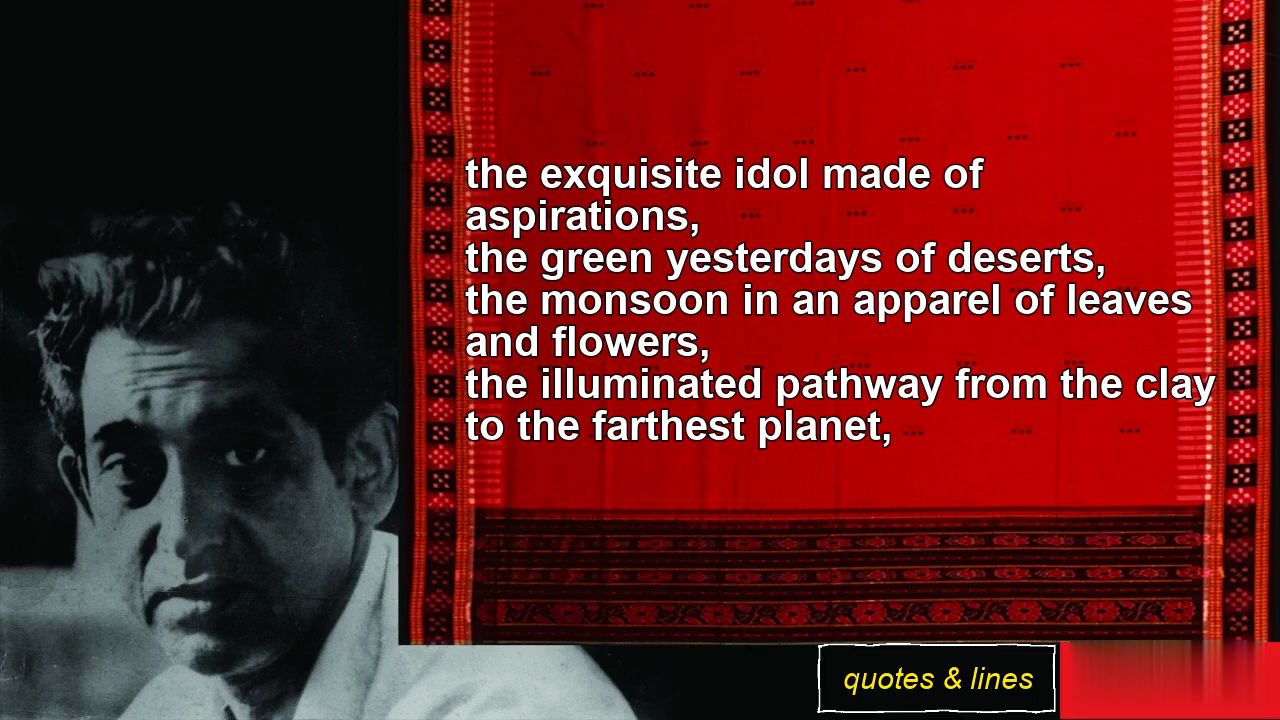 the exquisite idol made of
aspirations,
the green yesterdays of deserts,
the monsoon in an apparel of leaves
and flowers,
the illuminated pathway from the clay
to the farthest planet,
quotes & lines